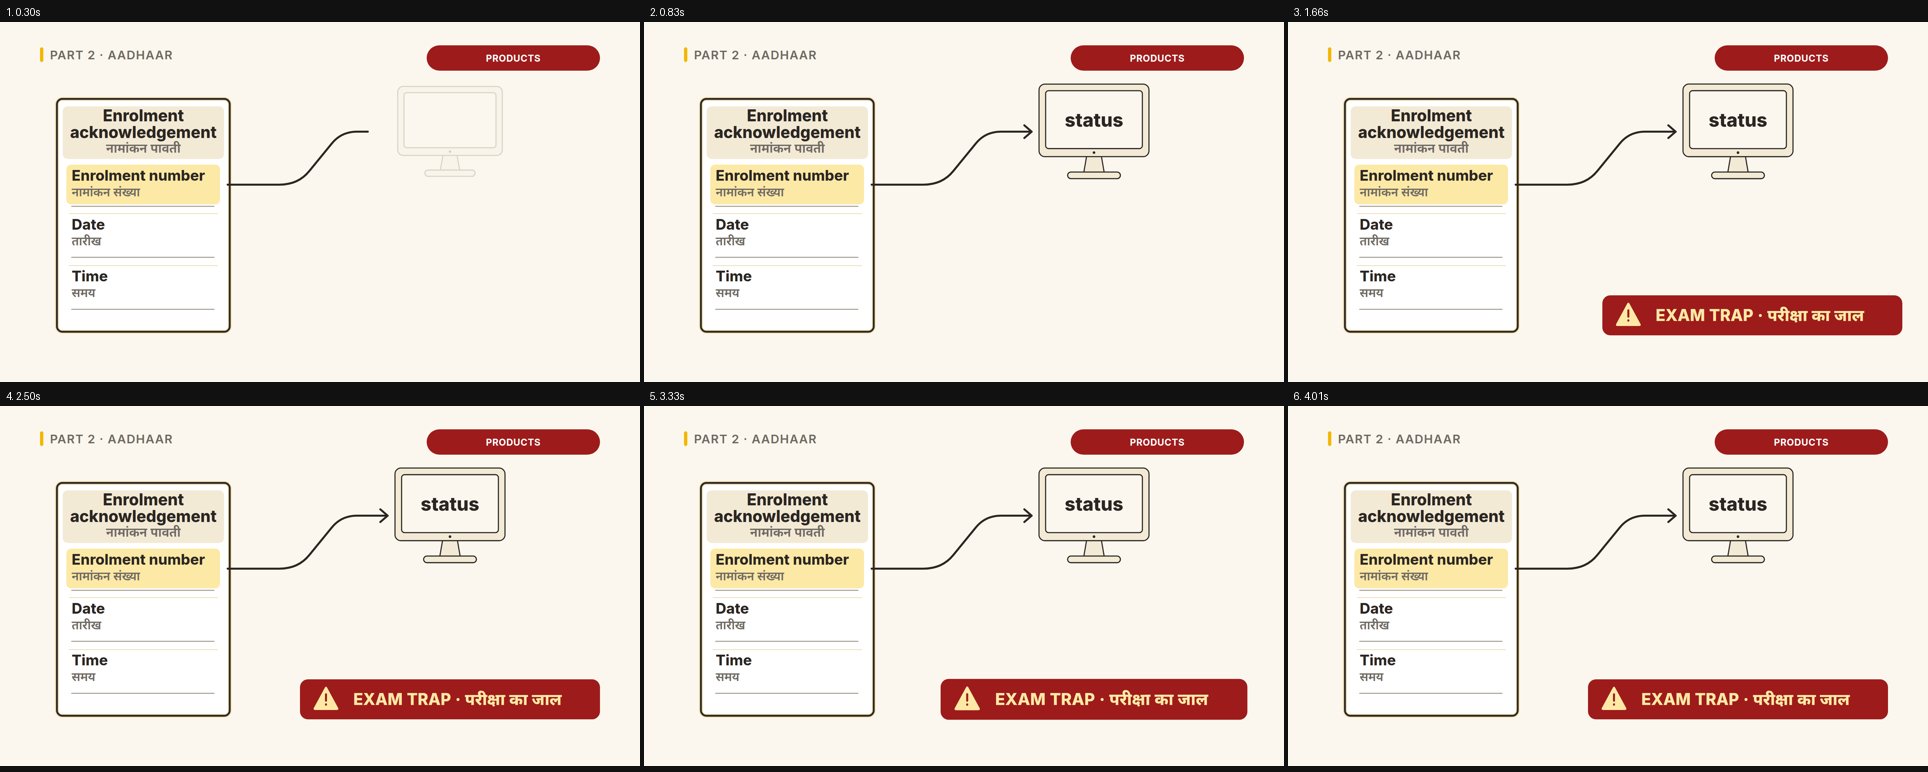 1. 0.30s
PART 2 · AADHAAR
PRODUCTS
Enrolment
acknowledgement
नामांकन पावती
Enrolment number
नामांकन संख्या
Date
तारीख
Time
समय
2. 0.83s
PART 2 · AADHAAR
PRODUCTS
Enrolment
acknowledgement
नामांकन पावती
Enrolment number
नामांकन संख्या
Date
तारीख
Time
समय
status
3. 1.66s
PART 2 · AADHAAR
PRODUCTS
Enrolment
acknowledgement
नामांकन पावती
Enrolment number
नामांकन संख्या
Date
तारीख
Time
समय
status
EXAM TRAP · परीक्षा का जाल
4. 2.50s
PART 2 · AADHAAR
PRODUCTS
Enrolment
acknowledgement
नामांकन पावती
Enrolment number
नामांकन संख्या
Date
तारीख
Time
समय
status
EXAM TRAP · परीक्षा का जाल
5. 3.33s
PART 2 · AADHAAR
PRODUCTS
Enrolment
acknowledgement
नामांकन पावती
Enrolment number
नामांकन संख्या
Date
तारीख
Time
समय
status
EXAM TRAP · परीक्षा का जाल
6. 4.01s
PART 2 · AADHAAR
PRODUCTS
Enrolment
acknowledgement
नामांकन पावती
Enrolment number
नामांकन संख्या
Date
तारीख
Time
समय
status
EXAM TRAP · परीक्षा का जाल